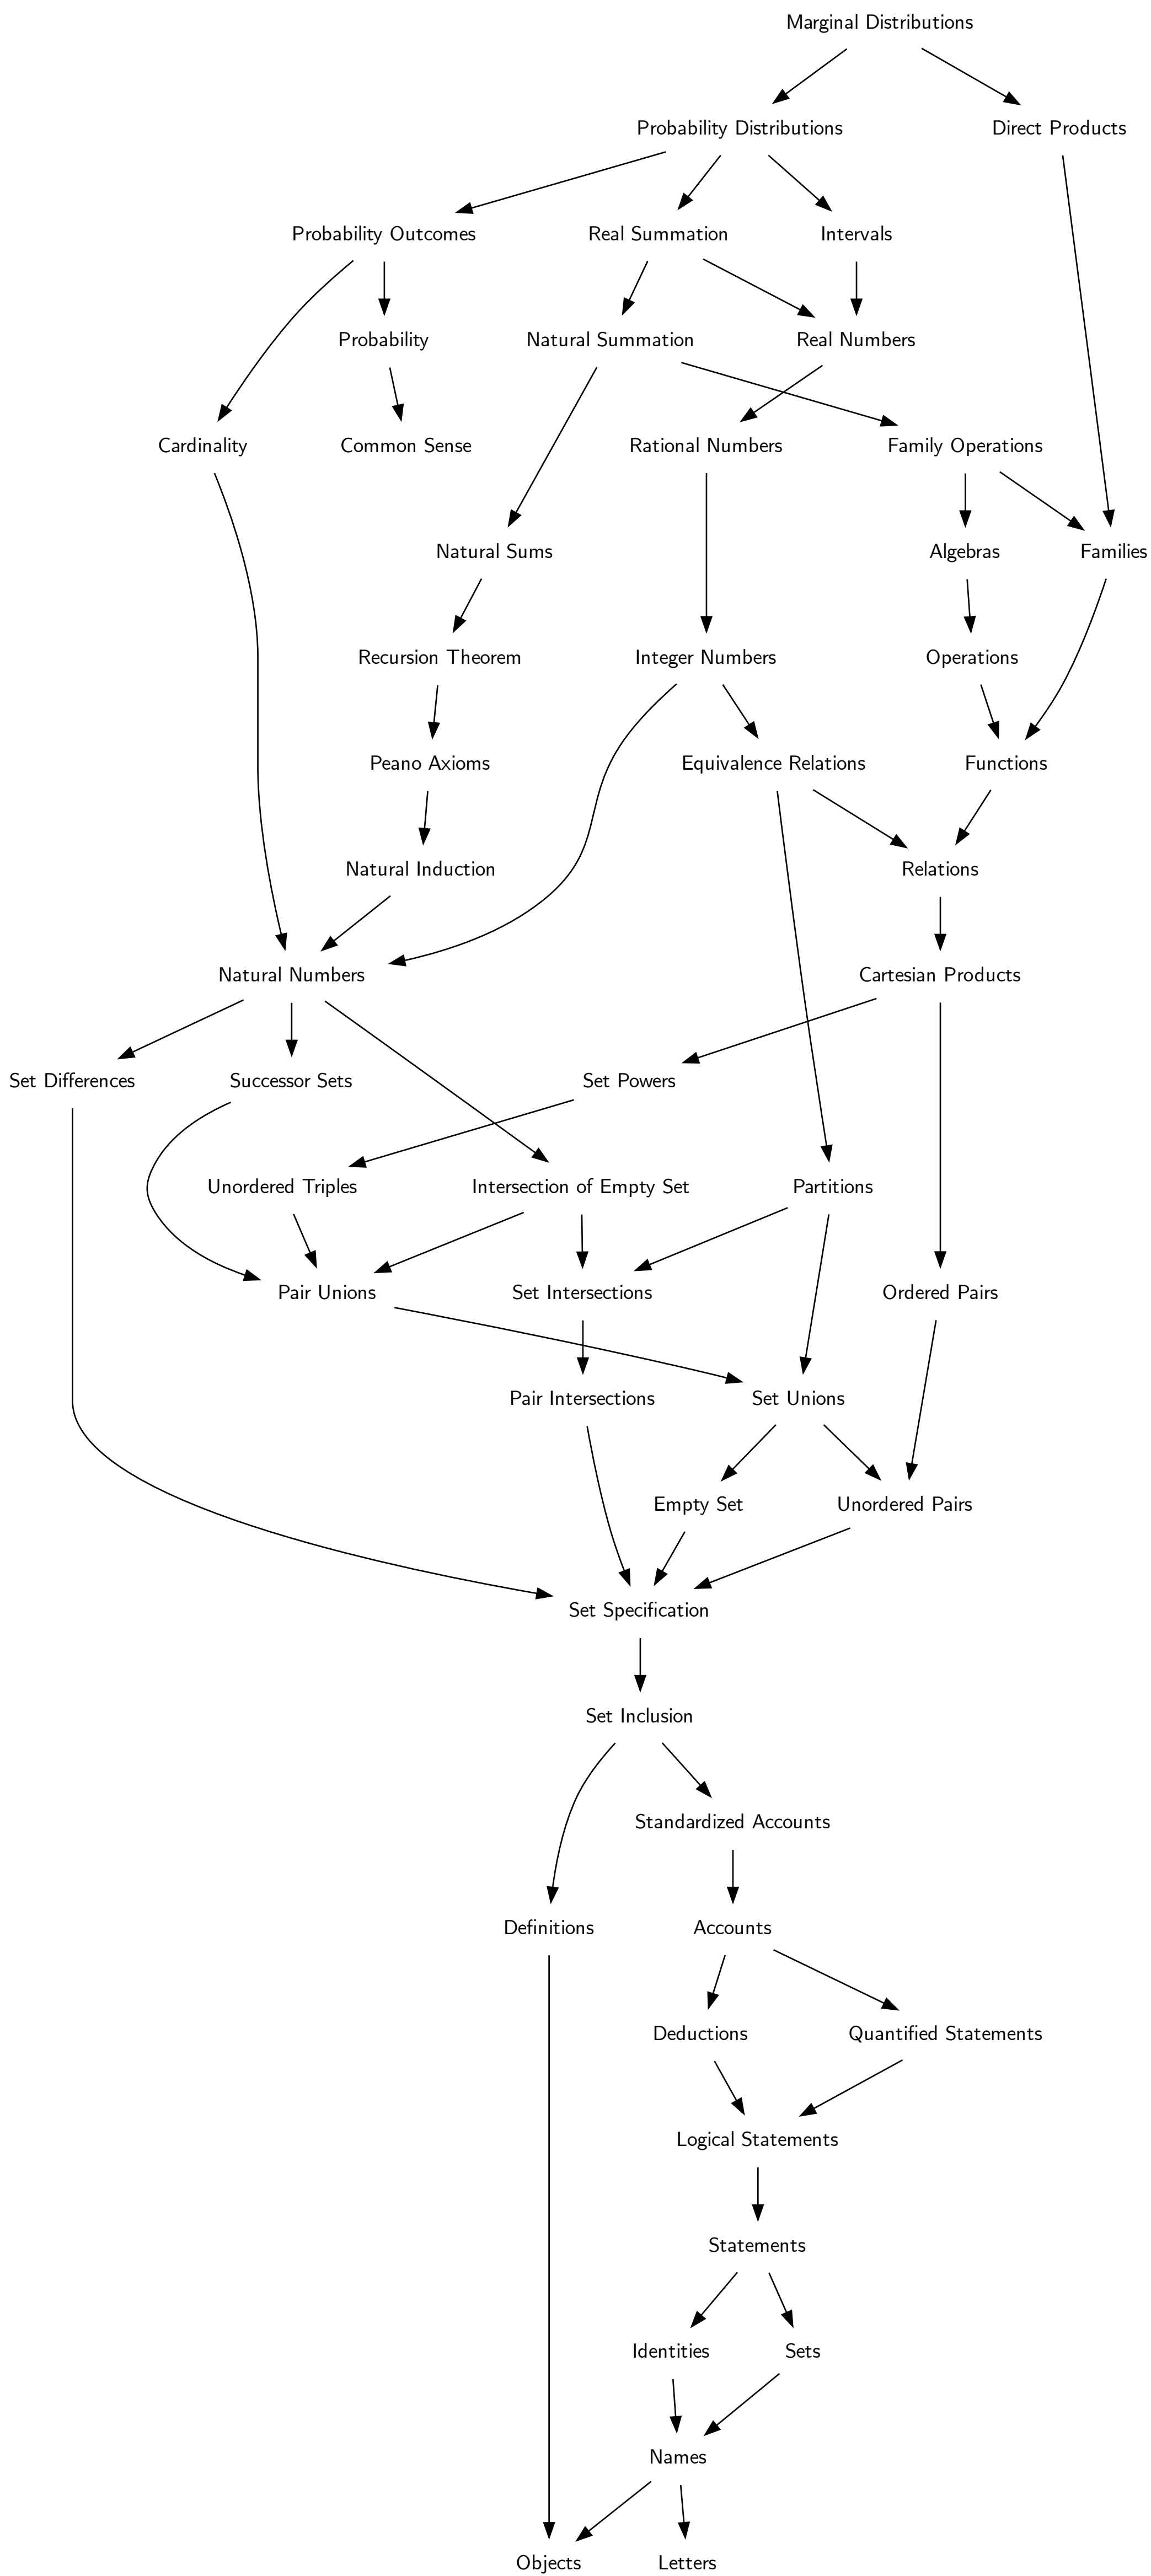 Marginal Distributions
Probability Distributions
Direct Products
Probability Outcomes
Real Summation
Intervals
Probability
Natural Summation
Real Numbers
Cardinality
Common Sense
Rational Numbers
Family Operations
Natural Sums
Algebras
Families
Recursion Theorem
Integer Numbers
Operations
Peano Axioms
Equivalence Relations
Functions
Natural Induction
Relations
Natural Numbers
Cartesian Products
Set Differences
Successor Sets
Set Powers
Unordered Triples
Intersection of Empty Set
Partitions
Pair Unions
Set Intersections
Ordered Pairs
Pair Intersections
Set Unions
Empty Set
Unordered Pairs
Set Specification
Set Inclusion
Standardized Accounts
Definitions
Accounts
Deductions
Quantified Statements
Logical Statements
Statements
Identities
Sets
Names
Objects
Letters